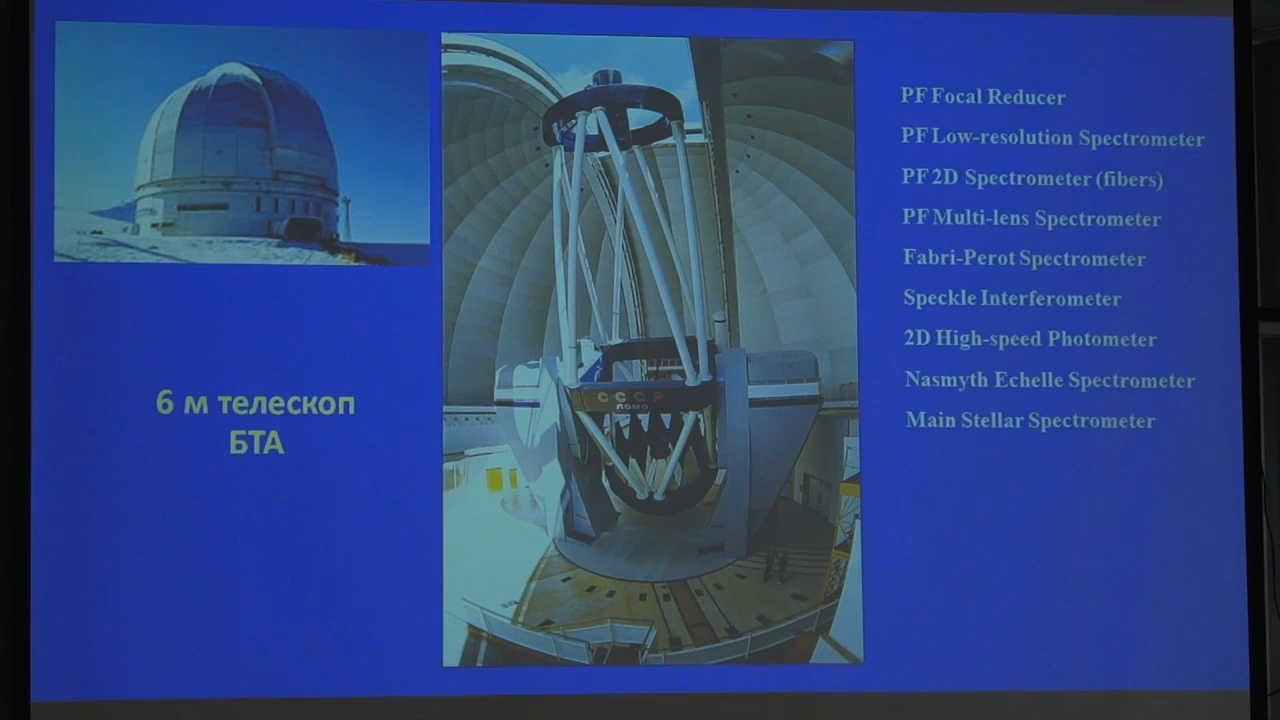 6 м телескоп
БТА
СССР
ЛОМО
PF Focal Reducer
PF Low-resolution Spectrometer
PF 2D Spectrometer (fibers)
PF Multi-lens Spectrometer
Fabri-Perot Spectrometer
Speckle Interferometer
2D High-speed Photometer
Nasmyth Echelle Spectrometer
Main Stellar Spectrometer